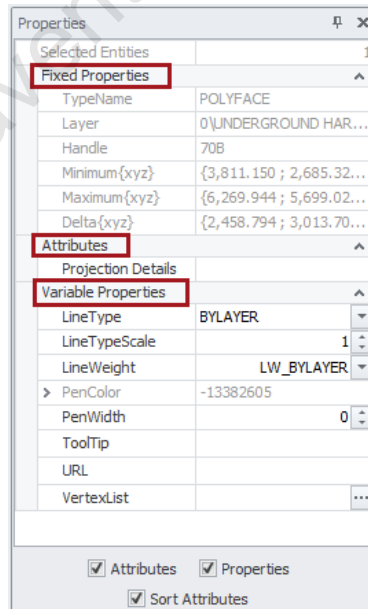 Properties
Selected Entities 1
Fixed Properties
TypeName POLYFACE
Layer 0\UNDERGROUND HAR...
Handle 70B
Minimum{xyz} {3,811.150 ; 2,685.32...
Maximum{xyz} {6,269.944 ; 5,699.02...
Delta{xyz} {2,458.794 ; 3,013.70...
Attributes
Projection Details
Variable Properties
LineType BYLAYER
LineTypeScale 1
LineWeight LW_BYLAYER
PenColor -13382605
PenWidth 0
ToolTip
URL
VertexList ...
Attributes Properties
Sort Attributes